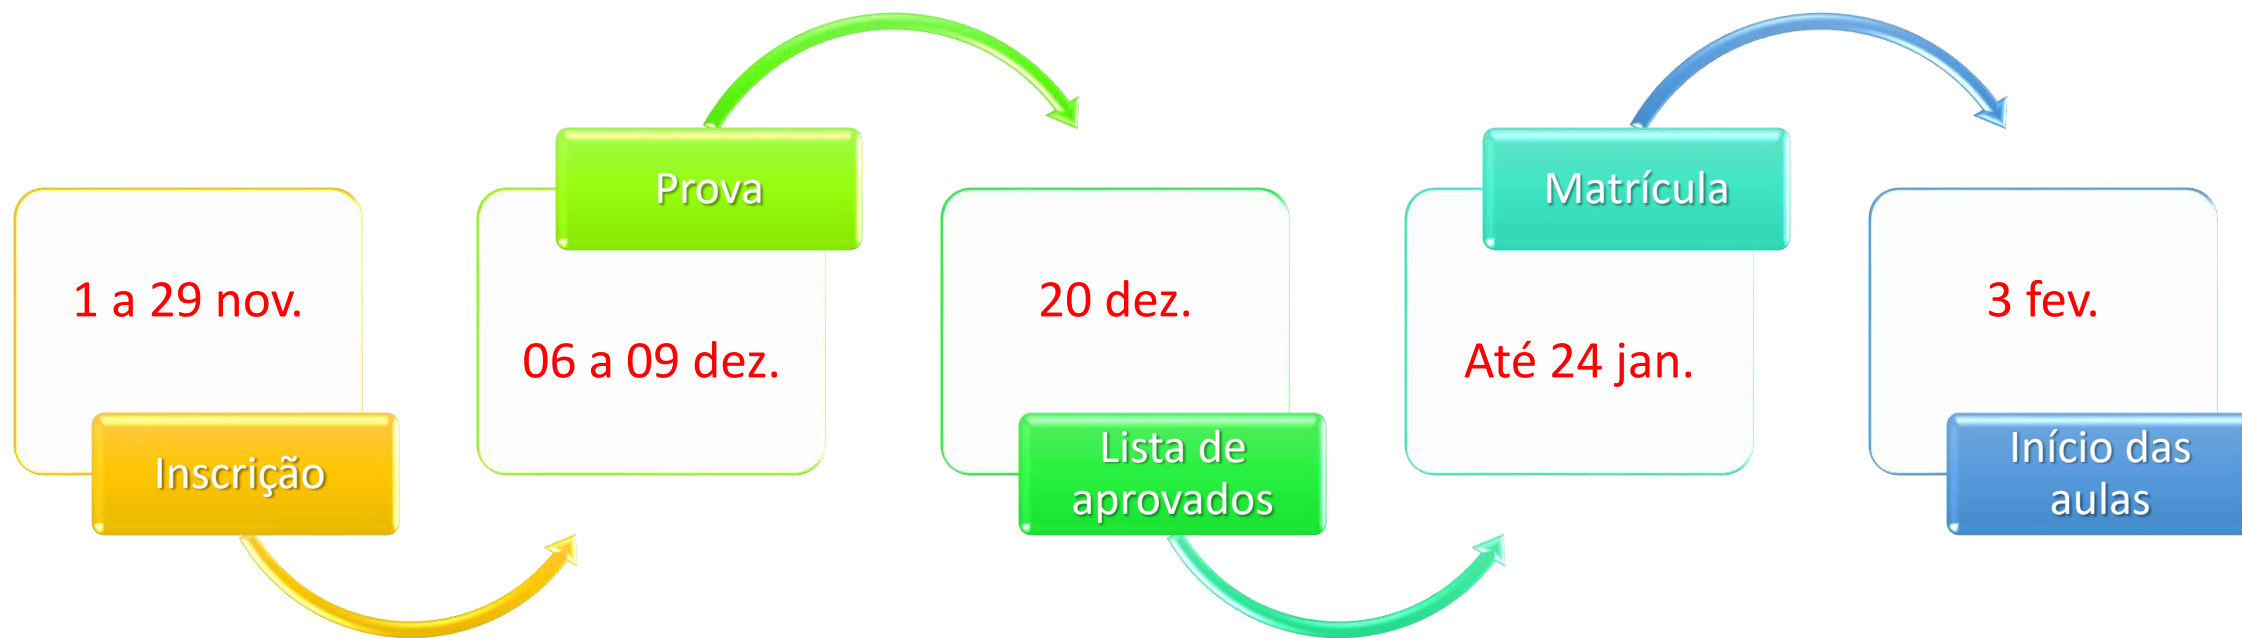 1 a 29 nov.
Inscrição
Prova
06 a 09 dez.
20 dez.
Lista de
aprovados
Matrícula
Até 24 jan.
3 fev.
Início das
aulas